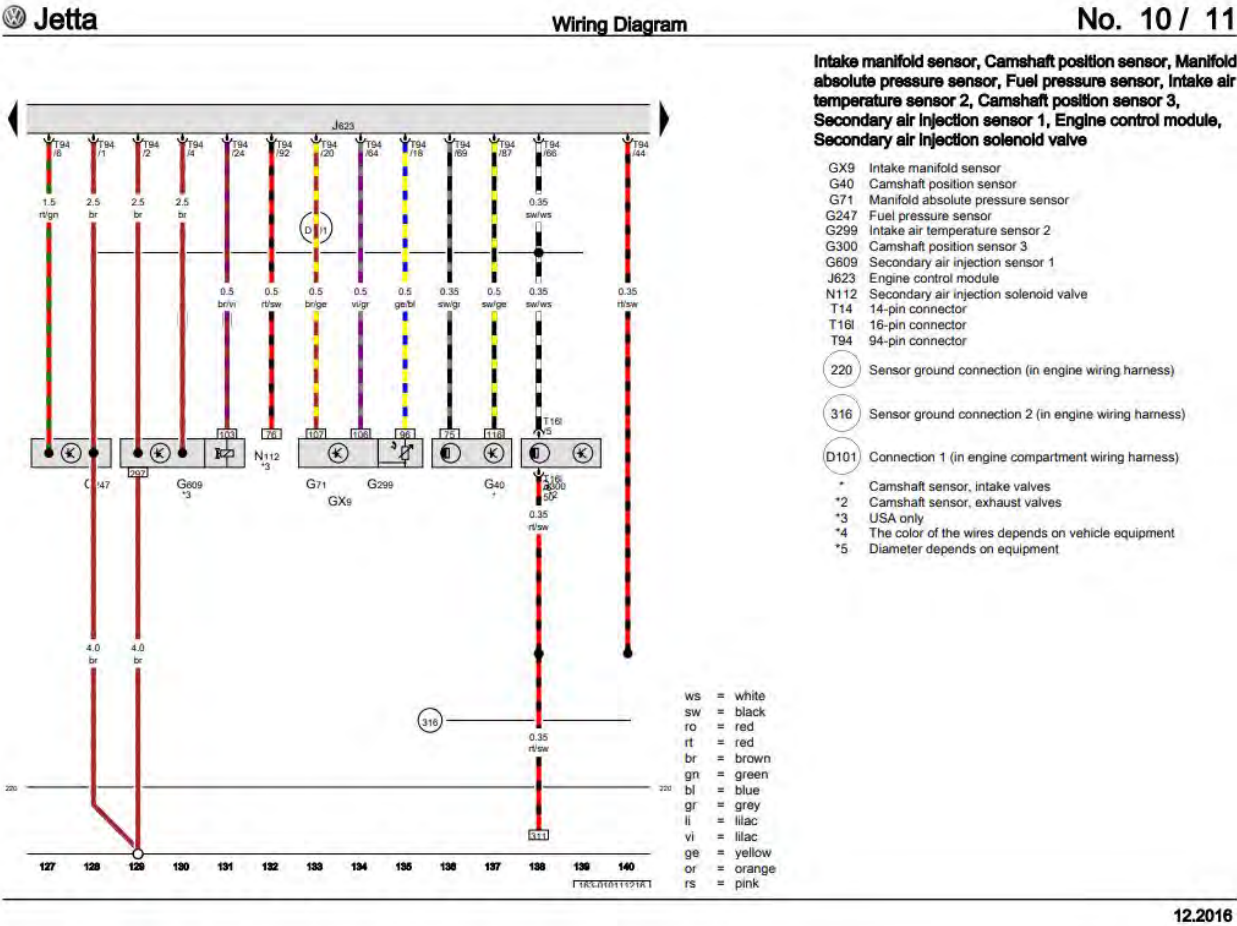 Jetta
Wiring Diagram
No. 10 / 11
Intake manifold sensor, Camshaft position sensor, Manifold
absolute pressure sensor, Fuel pressure sensor, Intake air
temperature sensor 2, Camshaft position sensor 3,
Secondary air injection sensor 1, Engine control module,
Secondary air injection solenoid valve
GX9 Intake manifold sensor
G40 Camshaft position sensor
G71 Manifold absolute pressure sensor
G247 Fuel pressure sensor
G299 Intake air temperature sensor 2
G300 Camshaft position sensor 3
G609 Secondary air injection sensor 1
J623 Engine control module
N112 Secondary air injection solenoid valve
T14 14-pin connector
T16l 16-pin connector
T94 94-pin connector
220 Sensor ground connection (in engine wiring harness)
316 Sensor ground connection 2 (in engine wiring harness)
D101 Connection 1 (in engine compartment wiring harness)
* Camshaft sensor, intake valves
*2 Camshaft sensor, exhaust valves
*3 USA only
*4 The color of the wires depends on vehicle equipment
*5 Diameter depends on equipment
J623
T94 T94 T94 T94 T94 T94 T94 T94 T94 T94 T94 T94 T94
/6 /1 /2 /4 /24 /92 /20 /64 /18 /69 /87 /66 /44
1.5 2.5 2.5 2.5 0.35
rt/gn br br br sw/ws
0.5 0.5 0.5 0.5 0.5 0.35 0.5 0.35 0.35
br/vi rt/sw br/ge vi/gr ge/bl sw/gr sw/ge sw/ws rt/sw
T16l
/5
103 76 107 106 96 75 116
N112
*3
297
G609
*3
G71 G299
GX9
G40
*
T16l
0.35
rt/sw
4.0 4.0
br br
316
0.35
rt/sw
220 220
311
127 128 129 130 131 132 133 134 135 136 137 138 139 140
163-010111216
ws = white
sw = black
ro = red
rt = red
br = brown
gn = green
bl = blue
gr = grey
li = lilac
vi = lilac
ge = yellow
or = orange
rs = pink
12.2016